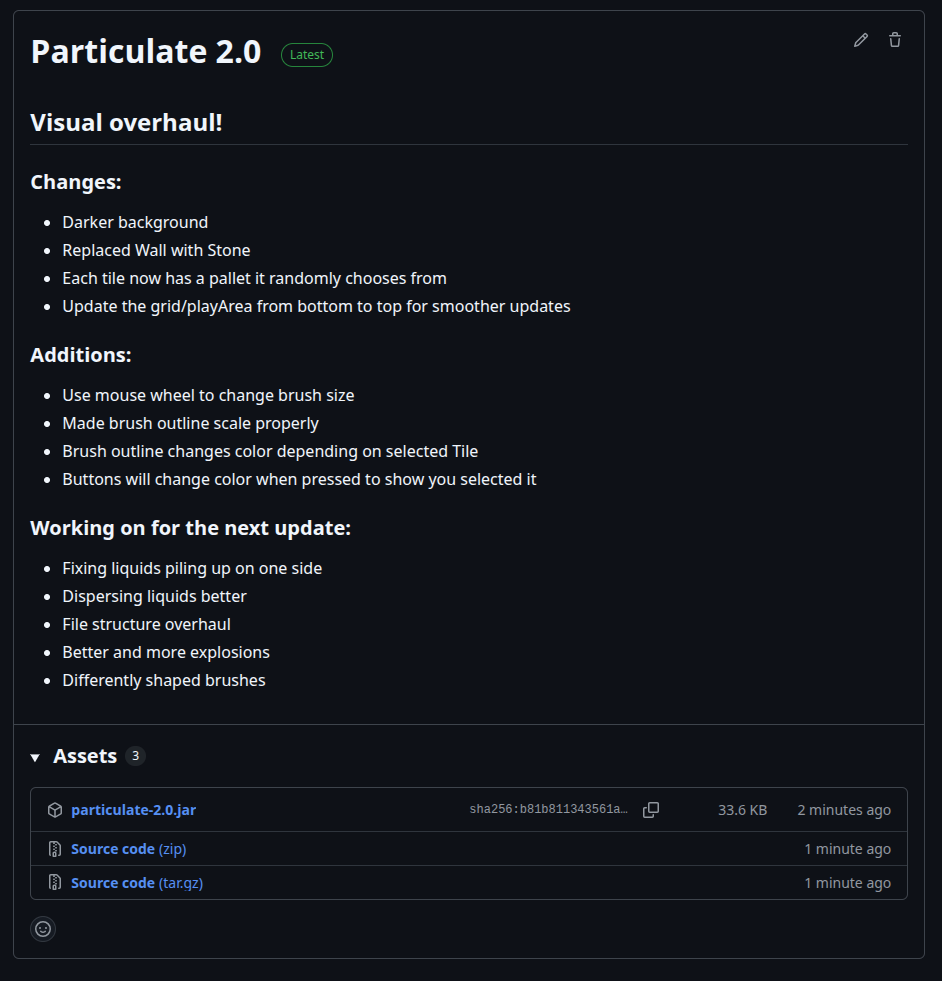 Particulate 2.0 Latest
Visual overhaul!
Changes:
Darker background
Replaced Wall with Stone
Each tile now has a pallet it randomly chooses from
Update the grid/playArea from bottom to top for smoother updates
Additions:
Use mouse wheel to change brush size
Made brush outline scale properly
Brush outline changes color depending on selected Tile
Buttons will change color when pressed to show you selected it
Working on for the next update:
Fixing liquids piling up on one side
Dispersing liquids better
File structure overhaul
Better and more explosions
Differently shaped brushes
Assets 3
particulate-2.0.jar sha256:b81b811343561a… 33.6 KB 2 minutes ago
Source code (zip) 1 minute ago
Source code (tar.gz) 1 minute ago